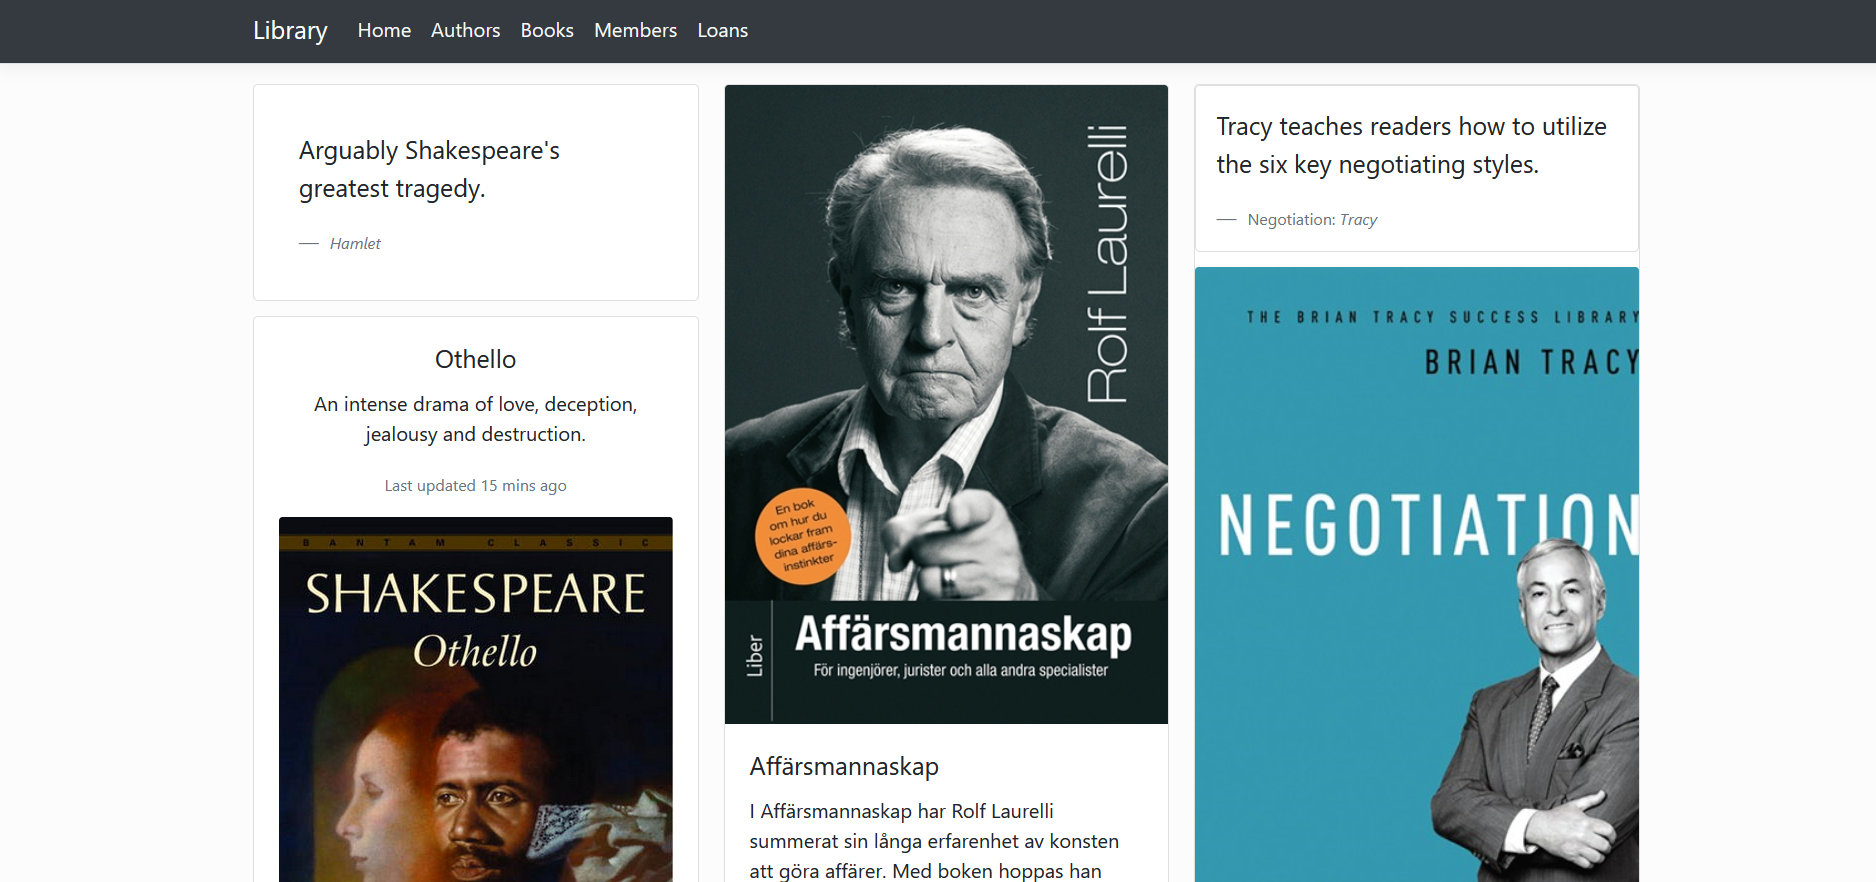 Library Home Authors Books Members Loans
Arguably Shakespeare's
greatest tragedy.
— Hamlet
Othello
An intense drama of love, deception,
jealousy and destruction.
Last updated 15 mins ago
BANTAM CLASSIC
SHAKESPEARE
Othello
Rolf Laurelli
En bok
om hur du
lockar fram
dina affärs-
instinkter
Liber
Affärsmannaskap
För ingenjörer, jurister och alla andra specialister
Affärsmannaskap
I Affärsmannaskap har Rolf Laurelli
summerat sin långa erfarenhet av konsten
att göra affärer. Med boken hoppas han
Tracy teaches readers how to utilize
the six key negotiating styles.
— Negotiation: Tracy
THE BRIAN TRACY SUCCESS LIBRARY
BRIAN TRACY
NEGOTIATION